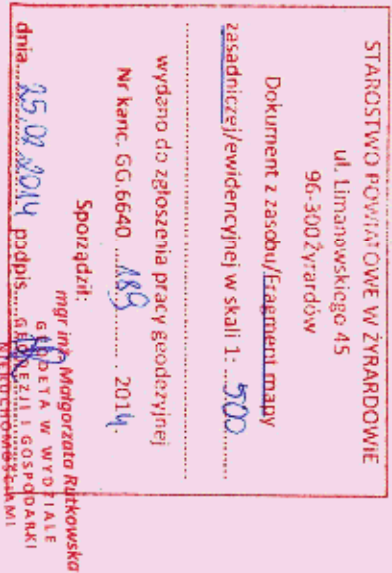 STAROSTWO POWIATOWE W ŻYRARDOWIE
ul. Limanowskiego 45
96-300 Żyrardów
Dokument z zasobu/Fragment mapy
zasadniczej/ewidencyjnej w skali 1- 500
wydano do zgłoszenia pracy geodezyjnej
Nr kanc. GG.6640 189 2014.
Sporządził:
mgr inż. Małgorzata Rutkowska
GEODETA W WYDZIALE
dnia 25.02.2014 podpis GEODEZJI GOSPODARKI
NIERUCHOMOŚCIAMI